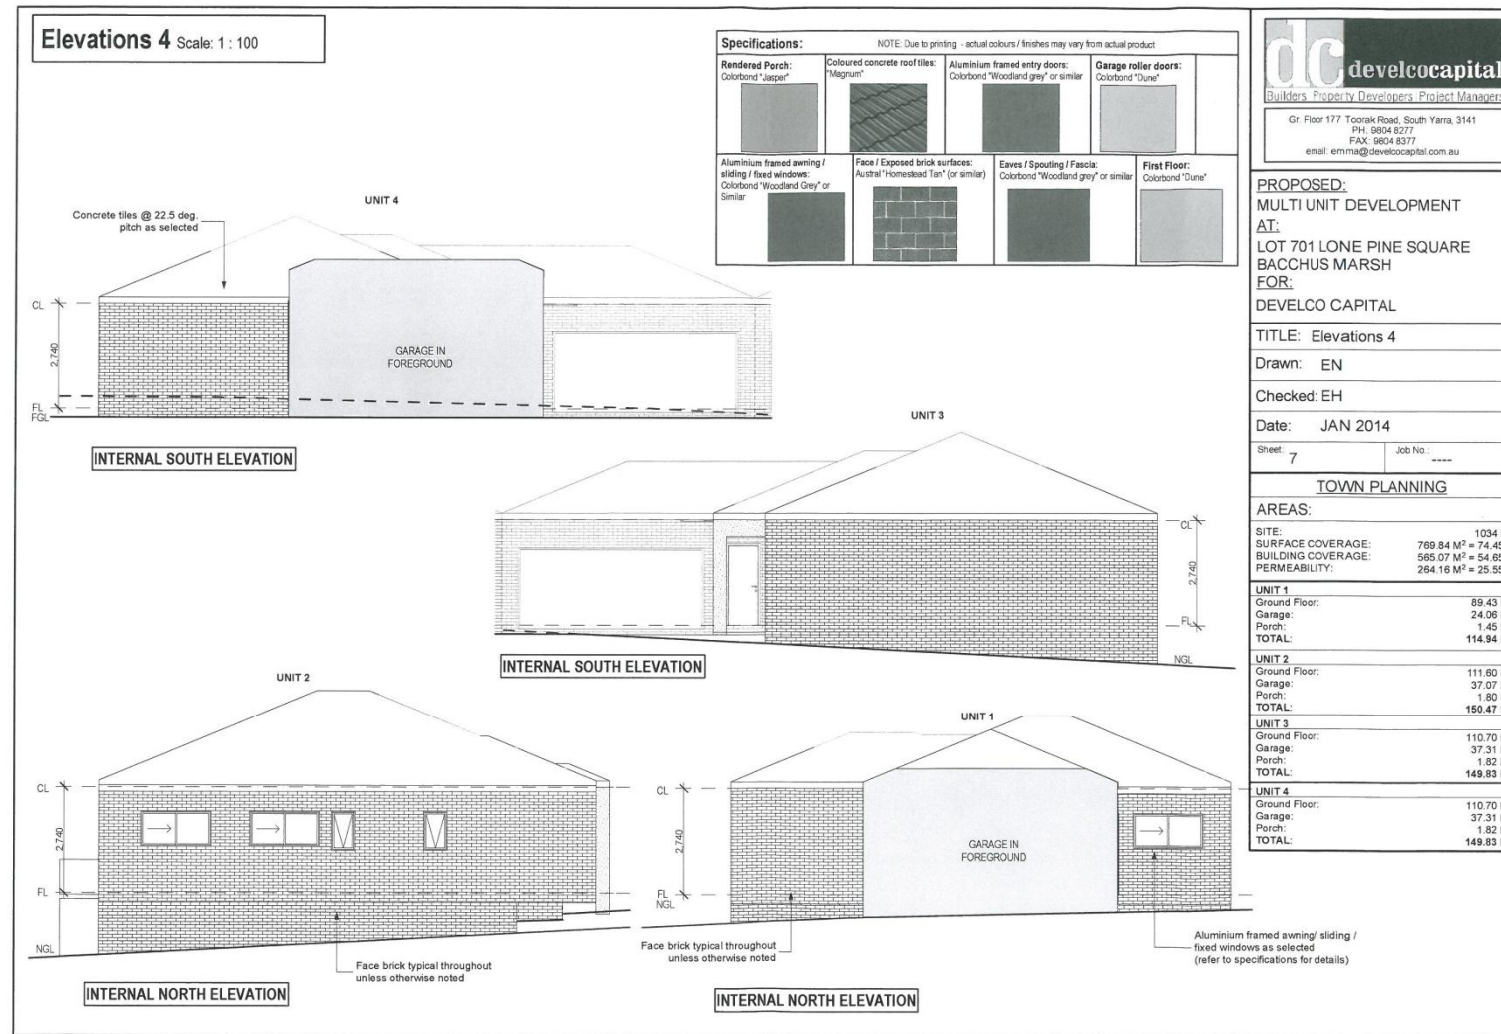 Elevations 4 Scale: 1 : 100
Specifications: NOTE: Due to printing - actual colours / finishes may vary from actual product
Rendered Porch:
Colorbond "Jasper"
Coloured concrete roof tiles:
"Magnum"
Aluminium framed entry doors:
Colorbond "Woodland grey" or similar
Garage roller doors:
Colorbond "Dune"
Aluminium framed awning /
sliding / fixed windows:
Colorbond "Woodland Grey" or
Similar
Face / Exposed brick surfaces:
Austral "Homestead Tan" (or similar)
Eaves / Spouting / Fascia:
Colorbond "Woodland grey" or similar
First Floor:
Colorbond "Dune"
UNIT 4
Concrete tiles @ 22.5 deg.
pitch as selected
CL
2,740
FL
FGL
GARAGE IN
FOREGROUND
INTERNAL SOUTH ELEVATION
UNIT 3
CL
2,740
FL
NGL
INTERNAL SOUTH ELEVATION
UNIT 2
CL
2,740
FL
NGL
Face brick typical throughout
unless otherwise noted
INTERNAL NORTH ELEVATION
UNIT 1
CL
2,740
FL
NGL
GARAGE IN
FOREGROUND
Face brick typical throughout
unless otherwise noted
Aluminium framed awning/ sliding /
fixed windows as selected
(refer to specifications for details)
INTERNAL NORTH ELEVATION
dc develcocapital
Builders Property Developers Project Managers
Gr. Floor 177 Toorak Road, South Yarra, 3141
PH: 9804 8277
FAX: 9804 8377
email: emma@develcocapital.com.au
PROPOSED:
MULTI UNIT DEVELOPMENT
AT:
LOT 701 LONE PINE SQUARE
BACCHUS MARSH
FOR:
DEVELCO CAPITAL
TITLE: Elevations 4
Drawn: EN
Checked: EH
Date: JAN 2014
Sheet: 7 Job No.: ----
TOWN PLANNING
AREAS:
SITE: 1034
SURFACE COVERAGE: 769.84 M² = 74.45
BUILDING COVERAGE: 565.07 M² = 54.65
PERMEABILITY: 264.16 M² = 25.55
UNIT 1
Ground Floor: 89.43
Garage: 24.06
Porch: 1.45
TOTAL: 114.94
UNIT 2
Ground Floor: 111.60
Garage: 37.07
Porch: 1.80
TOTAL: 150.47
UNIT 3
Ground Floor: 110.70
Garage: 37.31
Porch: 1.82
TOTAL: 149.83
UNIT 4
Ground Floor: 110.70
Garage: 37.31
Porch: 1.82
TOTAL: 149.83